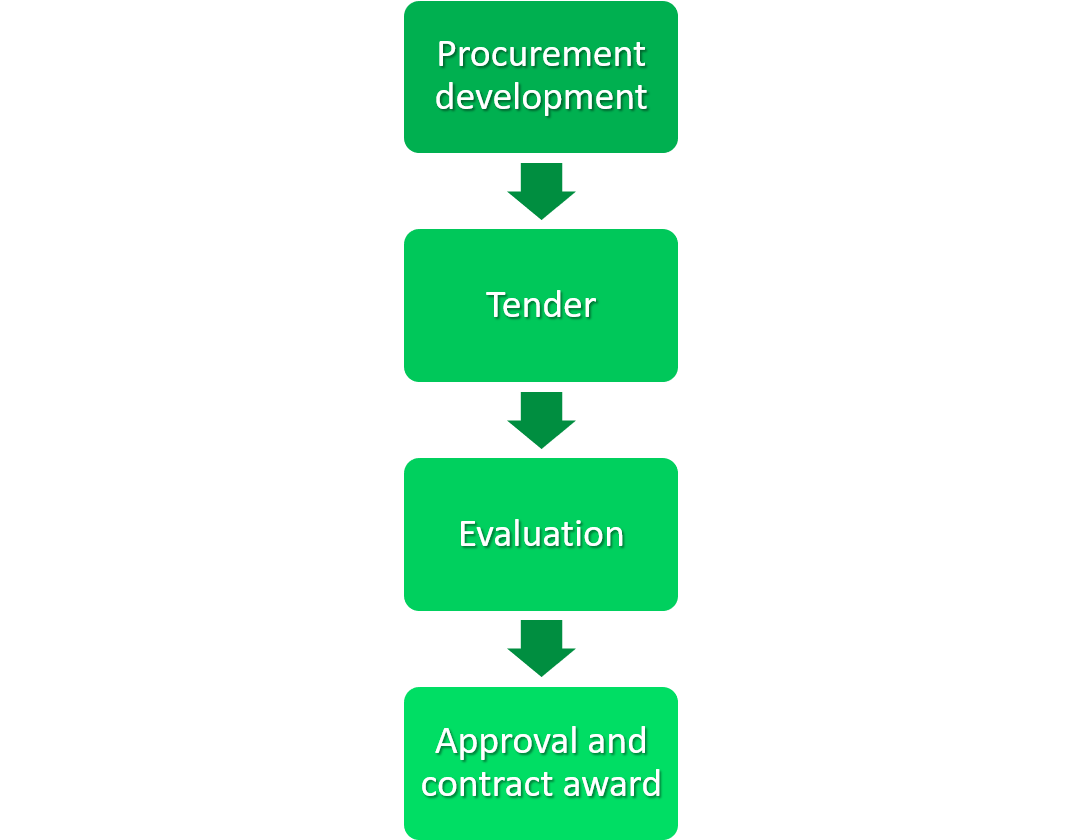 Procurement
development
Tender
Evaluation
Approval and
contract award